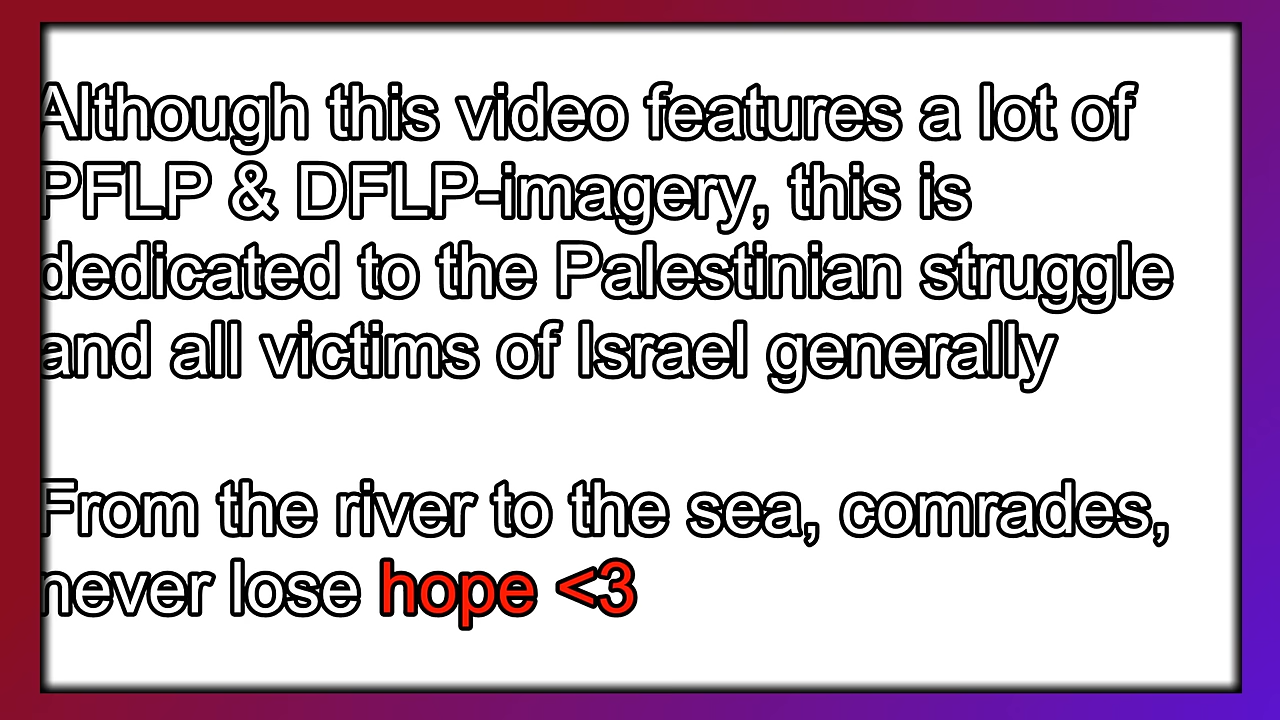 Although this video features a lot of
PFLP & DFLP-imagery, this is
dedicated to the Palestinian struggle
and all victims of Israel generally
From the river to the sea, comrades,
never lose hope <3